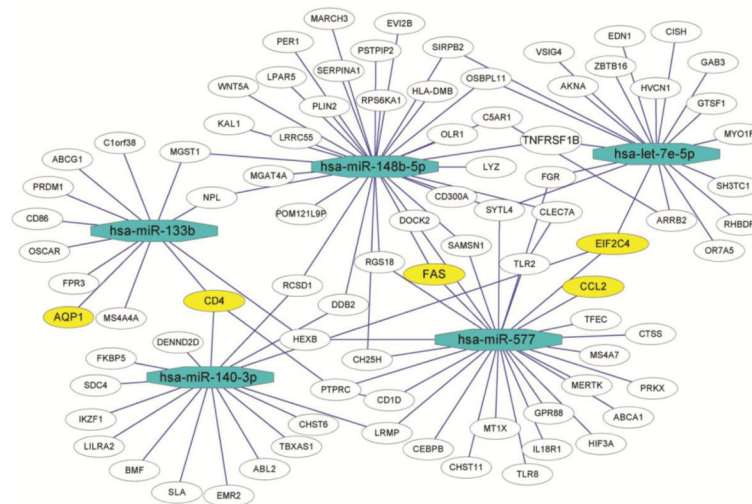 MARCH3
EVI2B
PER1
PSTPIP2
SIRPB2
VSIG4
EDN1
CISH
LPAR5
SERPINA1
OSBPL11
ZBTB16
GAB3
WNT5A
PLIN2
RPS6KA1
HLA-DMB
AKNA
HVCN1
GTSF1
KAL1
LRRC55
OLR1
C5AR1
TNFRSF1B
MYO1F
C1orf38
MGST1
hsa-miR-148b-5p
LYZ
hsa-let-7e-5p
ABCG1
MGAT4A
FGR
SH3TC1
PRDM1
NPL
CD300A
SYTL4
CLEC7A
ARRB2
RHBDF
CD86
POM121L9P
DOCK2
hsa-miR-133b
SAMSN1
EIF2C4
OR7A5
OSCAR
RGS18
FAS
TLR2
FPR3
RCSD1
CCL2
AQP1
MS4A4A
CD4
DDB2
TFEC
CTSS
DENND2D
HEXB
hsa-miR-577
FKBP5
CH25H
MS4A7
hsa-miR-140-3p
MERTK
PRKX
SDC4
PTPRC
CD1D
ABCA1
IKZF1
CHST6
GPR88
LILRA2
TBXAS1
LRMP
MT1X
HIF3A
BMF
ABL2
CEBPB
IL18R1
SLA
EMR2
CHST11
TLR8